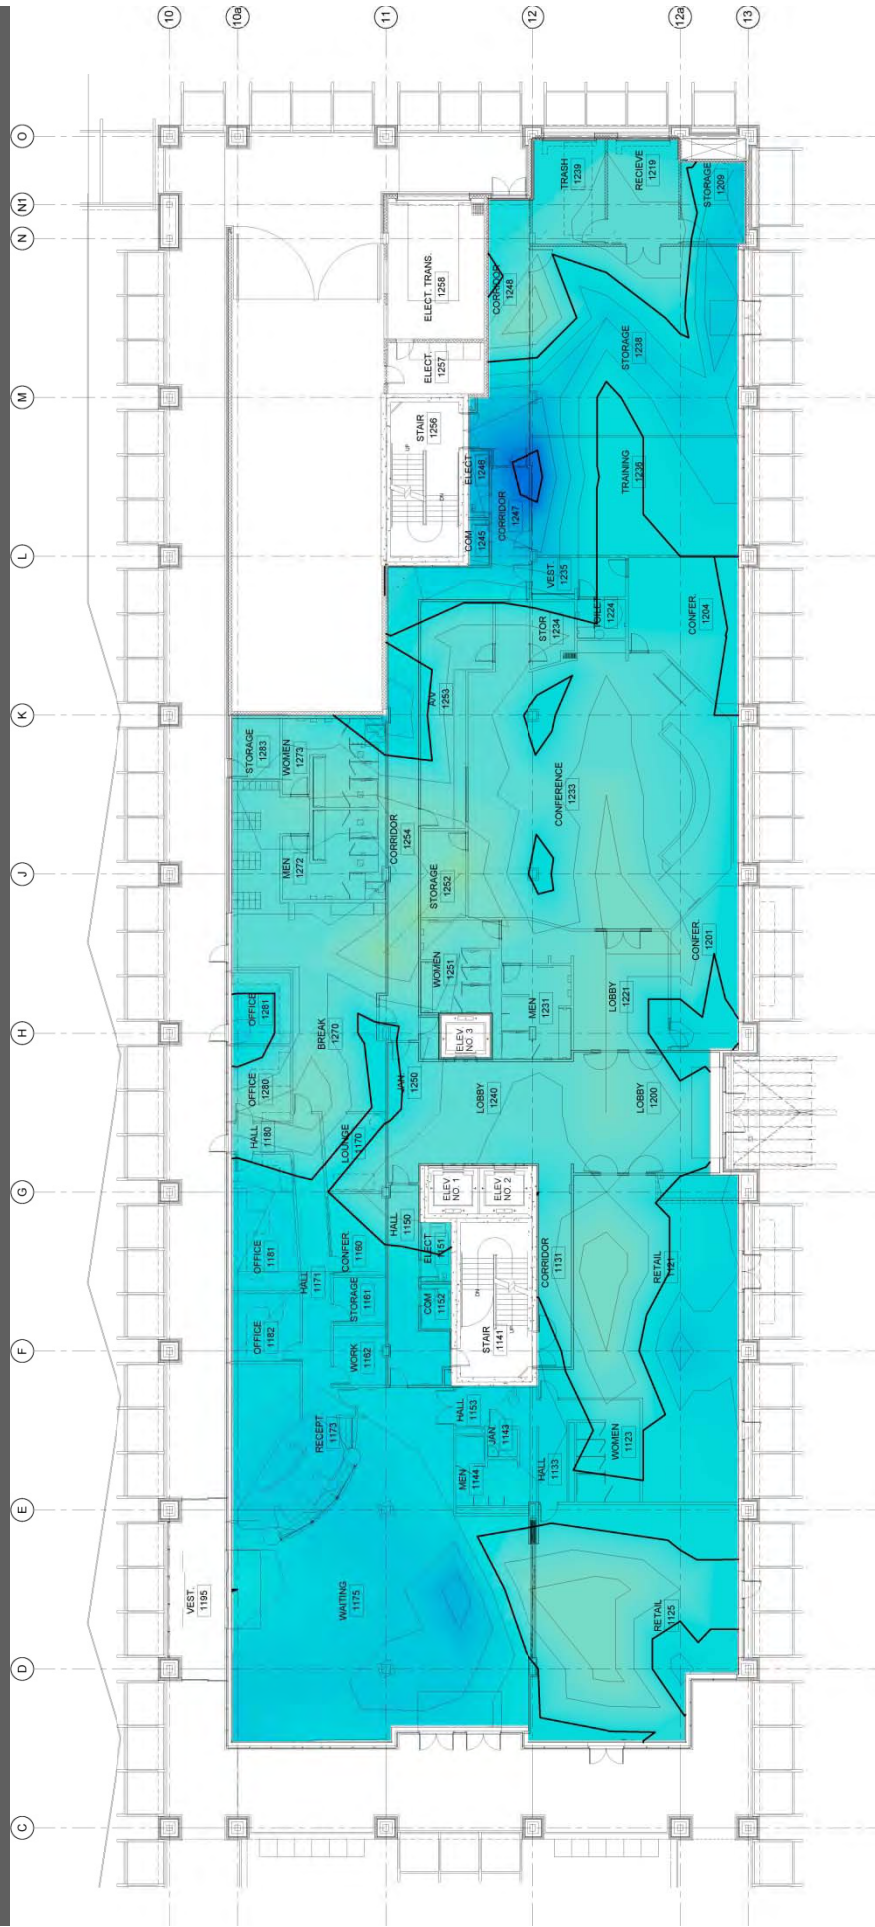 10
10a
11
12
12a
13
O
TRASH
1239
RECIEVE
1219
STORAGE
1209
N1
N
ELECT. TRANS.
1258
CORRIDOR
1248
STORAGE
1238
ELECT.
1257
M
STAIR
1256
UP
DN
ELECT
1246
CORRIDOR
1247
TRAINING
1236
COM
1245
L
VEST.
1235
STOR
1234
TOILET
1224
CONFER.
1204
A/V
1253
K
STORAGE
1283
WOMEN
1273
CONFERENCE
1233
CORRIDOR
1254
MEN
1272
J
STORAGE
1252
WOMEN
1251
MEN
1231
LOBBY
1221
CONFER.
1201
OFFICE
1281
H
BREAK
1270
ELEV.
NO. 3
OFFICE
1280
JAN.
1250
LOBBY
1240
LOBBY
1200
HALL
1180
LOUNGE
1170
G
ELEV.
NO. 1
ELEV.
NO. 2
HALL
1150
OFFICE
1181
CONFER.
1160
ELECT
1151
CORRIDOR
1131
RETAIL
1121
HALL
1171
STORAGE
1161
COM
1152
DN
UP
OFFICE
1182
WORK
1162
STAIR
1141
F
RECEPT.
1173
HALL
1153
JAN.
1143
MEN
1144
HALL
1133
WOMEN
1123
E
VEST.
1195
WAITING
1175
RETAIL
1125
D
C